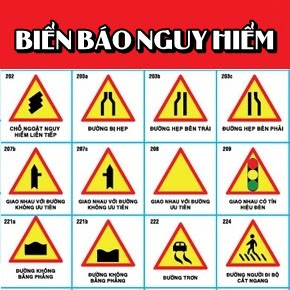 BIỂN BÁO NGUY HIỂM
202 203a 203b 203c
CHỖ NGOẶT NGUY
HIỂM LIÊN TIẾP
ĐƯỜNG BỊ HẸP
ĐƯỜNG HẸP BÊN TRÁI
ĐƯỜNG HẸP BÊN PHẢI
207b 207c 208 209
GIAO NHAU VỚI ĐƯỜNG
KHÔNG ƯU TIÊN
GIAO NHAU VỚI ĐƯỜNG
KHÔNG ƯU TIÊN
GIAO NHAU VỚI ĐƯỜNG
ƯU TIÊN
GIAO NHAU CÓ TÍN
HIỆU ĐÈN
221a 221b 222 224
ĐƯỜNG KHÔNG
BẰNG PHẲNG
ĐƯỜNG KHÔNG
BẰNG PHẲNG
ĐƯỜNG TRƠN
ĐƯỜNG NGƯỜI ĐI BỘ
CẮT NGANG